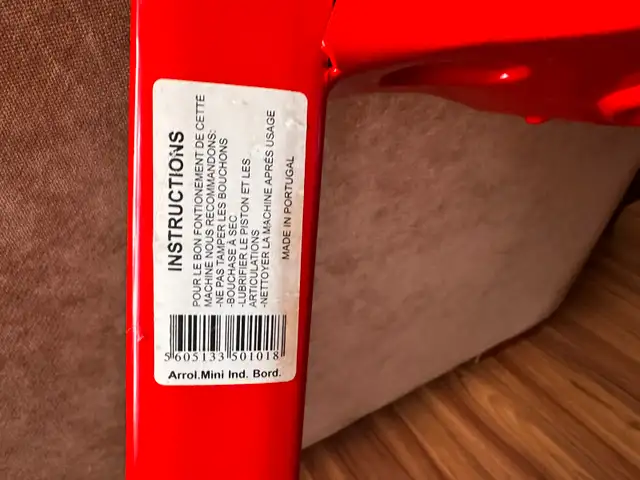 INSTRUCTIONS
POUR LE BON FONTIONEMENT DE CETTE
MACHINE NOUS RECOMMANDONS:
-NE PAS TAMPER LES BOUCHONS
-BOUCHASE À SEC
-LUBRIFIER LE PISTON ET LES
ARTICULATIONS
-NETTOYER LA MACHINE APRÉS USAGE
MADE IN PORTUGAL
5605133501018
Arrol.Mini Ind. Bord.